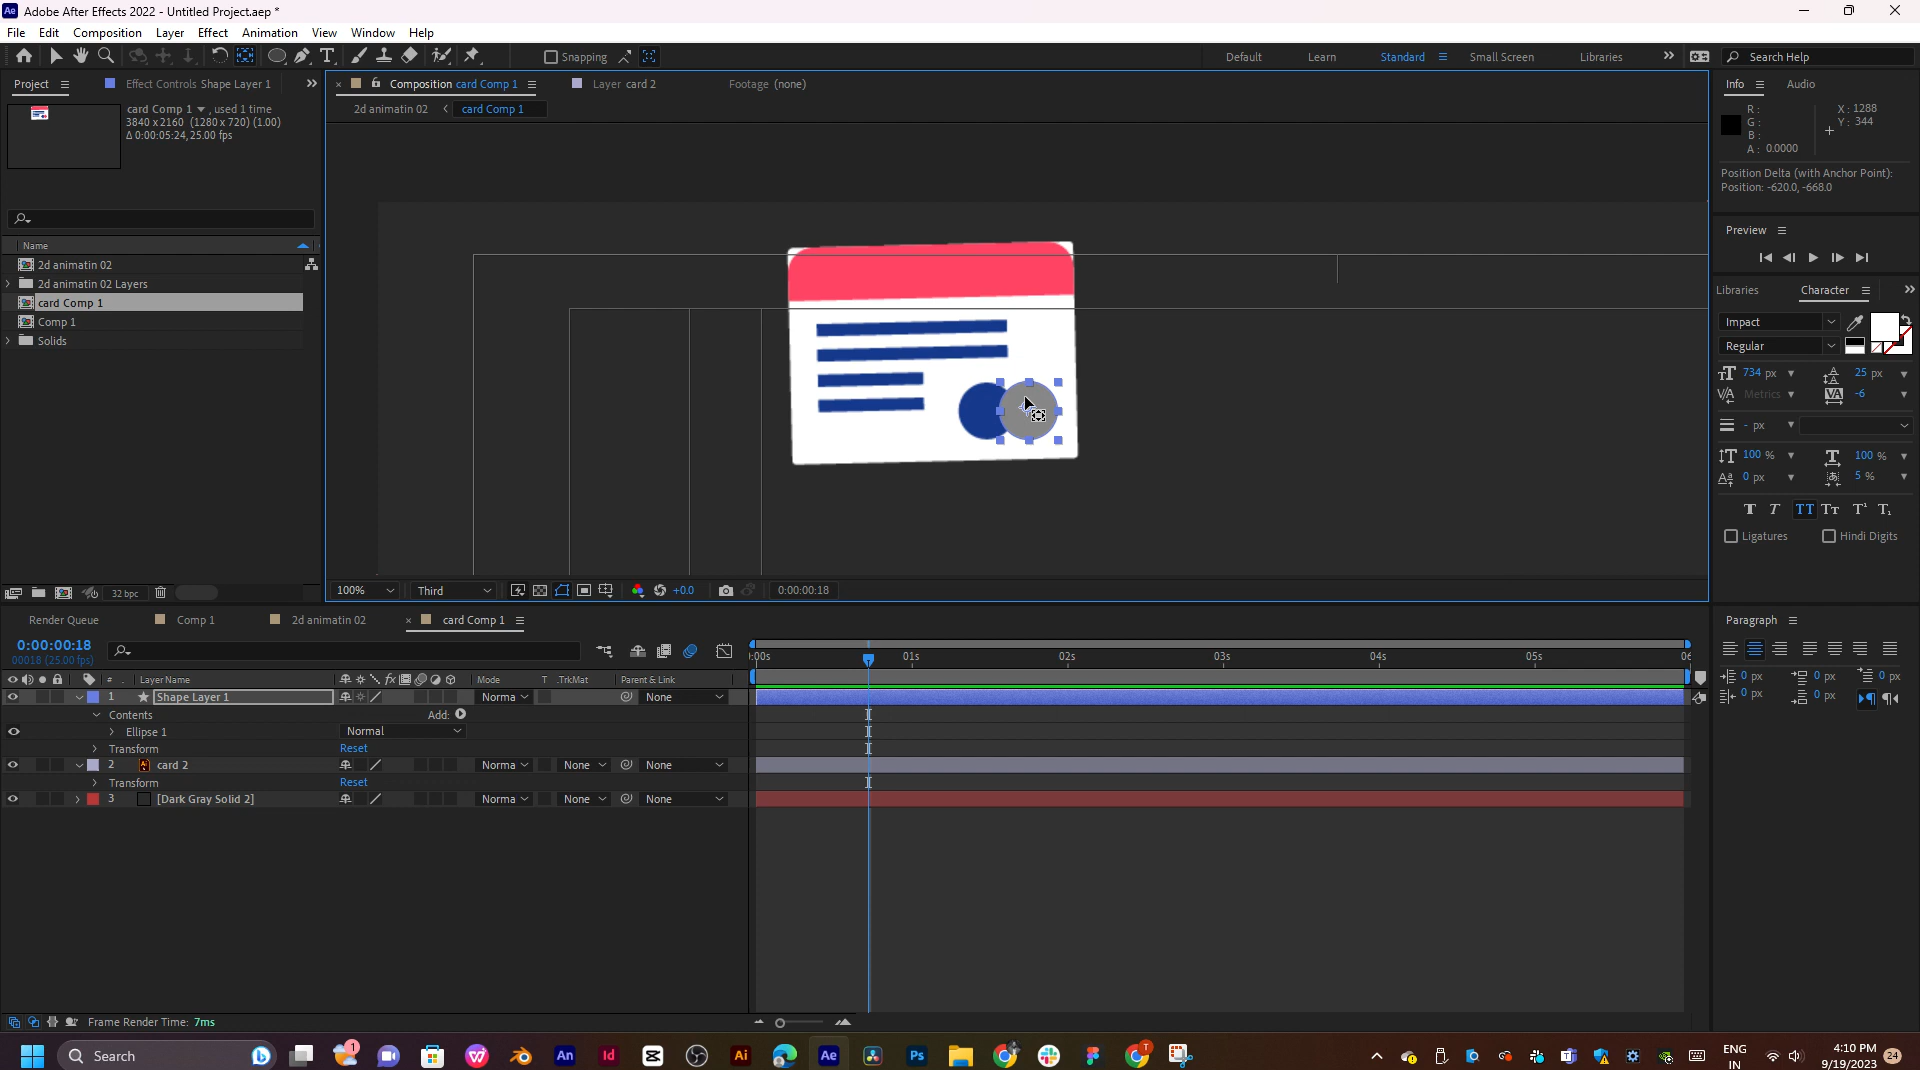 Adobe After Effects 2022 - Untitled Project.aep *
File Edit Composition Layer Effect Animation View Window Help
Snapping Default Learn Standard Small Screen Libraries Search Help
Project Effect Controls Shape Layer 1 Composition card Comp 1 Layer card 2 Footage (none) Info Audio
2d animatin 02 card Comp 1
card Comp 1 , used 1 time
3840 x 2160 (1280 x 720) (1.00)
Δ 0:00:05:24, 25.00 fps
R:
G:
B:
A: 0.0000
X: 1288
Y: 344
Position Delta (with Anchor Point):
Position: -620.0, -668.0
Preview
Name
2d animatin 02
2d animatin 02 Layers
card Comp 1
Comp 1
Solids
Libraries Character
Impact
Regular
734 px 25 px
Metrics -6
- px
100 % 100 %
0 px 5 %
Ligatures Hindi Digits
32 bpc
100% Third +0.0 0:00:00:18
Render Queue Comp 1 2d animatin 02 card Comp 1
0:00:00:18
00018 (25.00 fps)
:00s 01s 02s 03s 04s 05s 06
# Layer Name Mode T .TrkMat Parent & Link
1 Shape Layer 1 Norma None
Contents Add:
Ellipse 1 Normal
Transform Reset
2 card 2 Norma None None
Transform Reset
3 [Dark Gray Solid 2] Norma None None
Paragraph
0 px 0 px 0 px
0 px 0 px
Frame Render Time: 7ms
Search
ENG
IN
4:10 PM
9/19/2023
24